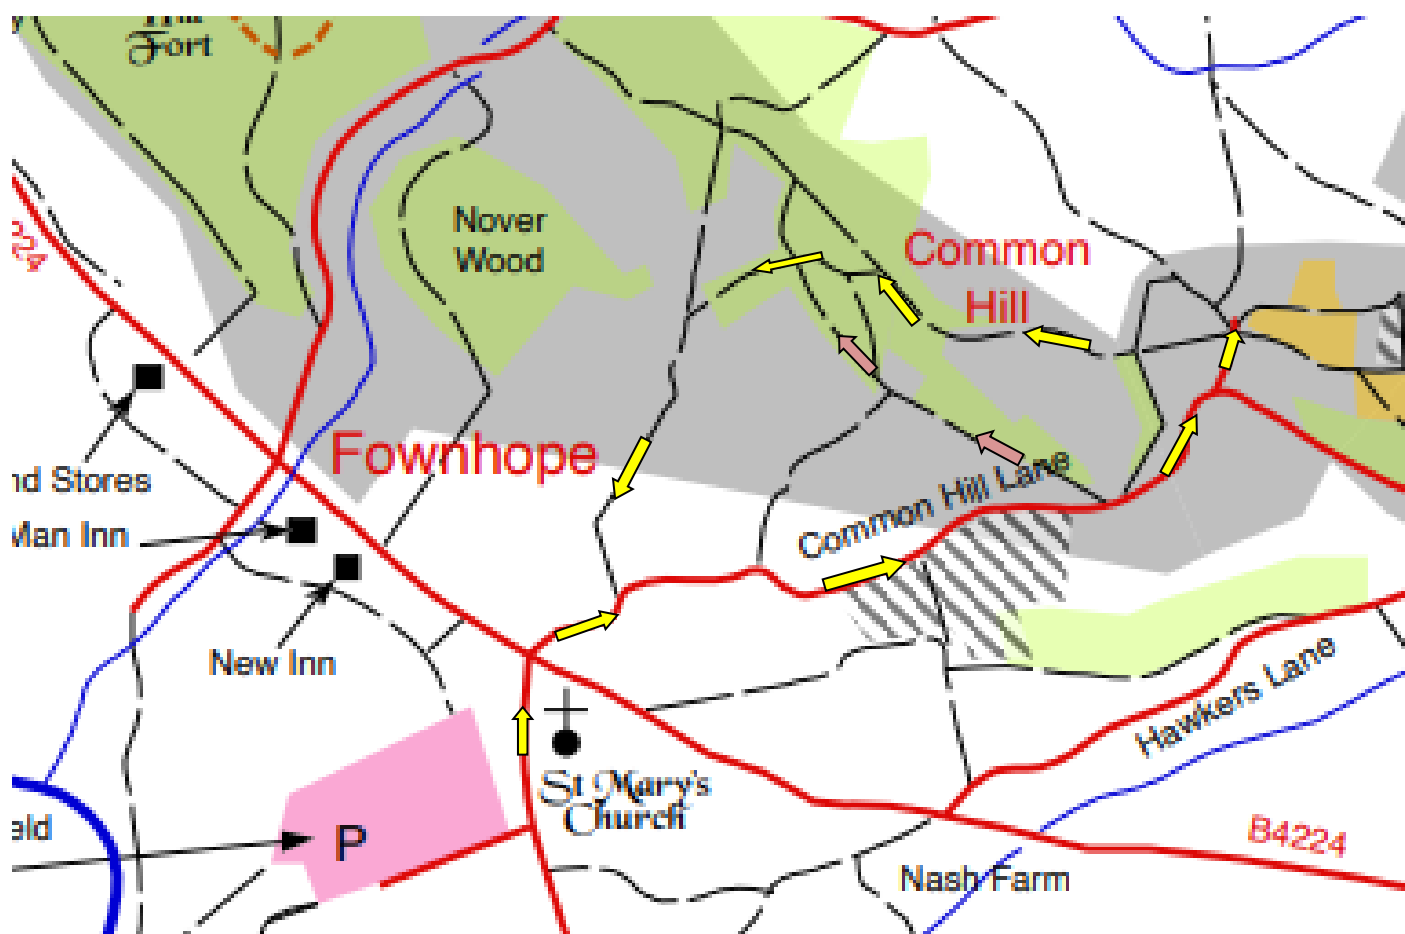 Fort
Nover
Wood
Common
Hill
224
Fownhope
nd Stores
Man Inn
Common Hill Lane
New Inn
Hawkers Lane
St Mary's
Church
eld
P
B4224
Nash Farm